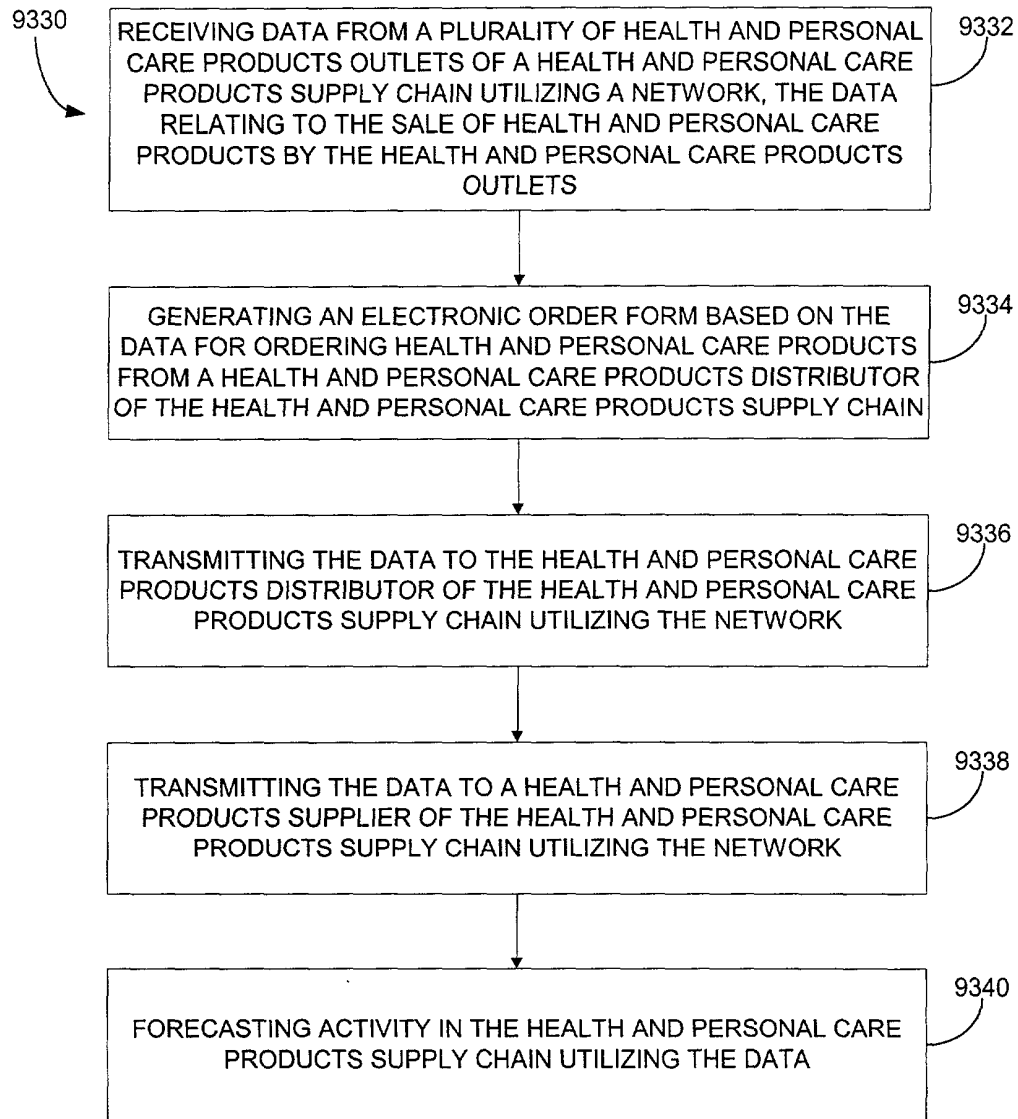 9330
RECEIVING DATA FROM A PLURALITY OF HEALTH AND PERSONAL
CARE PRODUCTS OUTLETS OF A HEALTH AND PERSONAL CARE
PRODUCTS SUPPLY CHAIN UTILIZING A NETWORK, THE DATA
RELATING TO THE SALE OF HEALTH AND PERSONAL CARE
PRODUCTS BY THE HEALTH AND PERSONAL CARE PRODUCTS
OUTLETS
9332
GENERATING AN ELECTRONIC ORDER FORM BASED ON THE
DATA FOR ORDERING HEALTH AND PERSONAL CARE PRODUCTS
FROM A HEALTH AND PERSONAL CARE PRODUCTS DISTRIBUTOR
OF THE HEALTH AND PERSONAL CARE PRODUCTS SUPPLY CHAIN
9334
TRANSMITTING THE DATA TO THE HEALTH AND PERSONAL CARE
PRODUCTS DISTRIBUTOR OF THE HEALTH AND PERSONAL CARE
PRODUCTS SUPPLY CHAIN UTILIZING THE NETWORK
9336
TRANSMITTING THE DATA TO A HEALTH AND PERSONAL CARE
PRODUCTS SUPPLIER OF THE HEALTH AND PERSONAL CARE
PRODUCTS SUPPLY CHAIN UTILIZING THE NETWORK
9338
FORECASTING ACTIVITY IN THE HEALTH AND PERSONAL CARE
PRODUCTS SUPPLY CHAIN UTILIZING THE DATA
9340